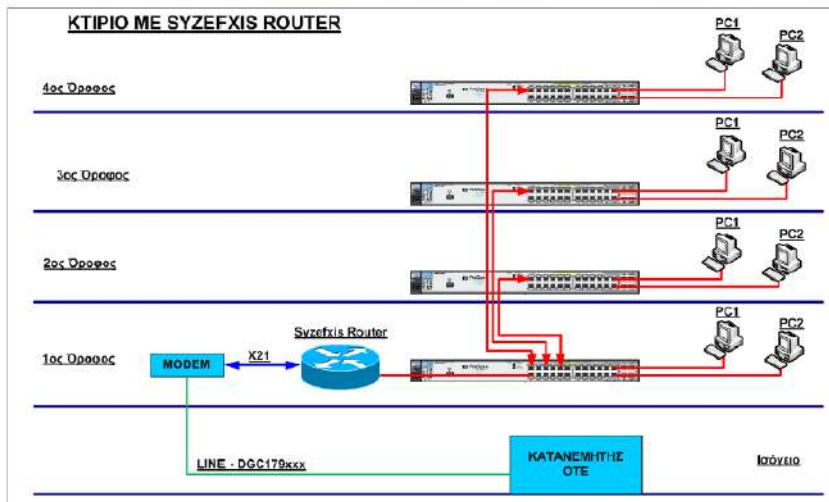 ΚΤΙΡΙΟ ΜΕ SYZEFXIS ROUTER
PC1
PC2
4ος Όροφος
PC1
PC2
3ος Όροφος
PC1
PC2
2ος Όροφος
PC1
PC2
Syzefxis Router
1ος Όροφος
MODEM
X21
LINE - DGC179xxx
ΚΑΤΑΝΕΜΗΤΗΣ
ΟΤΕ
Ισόγειο